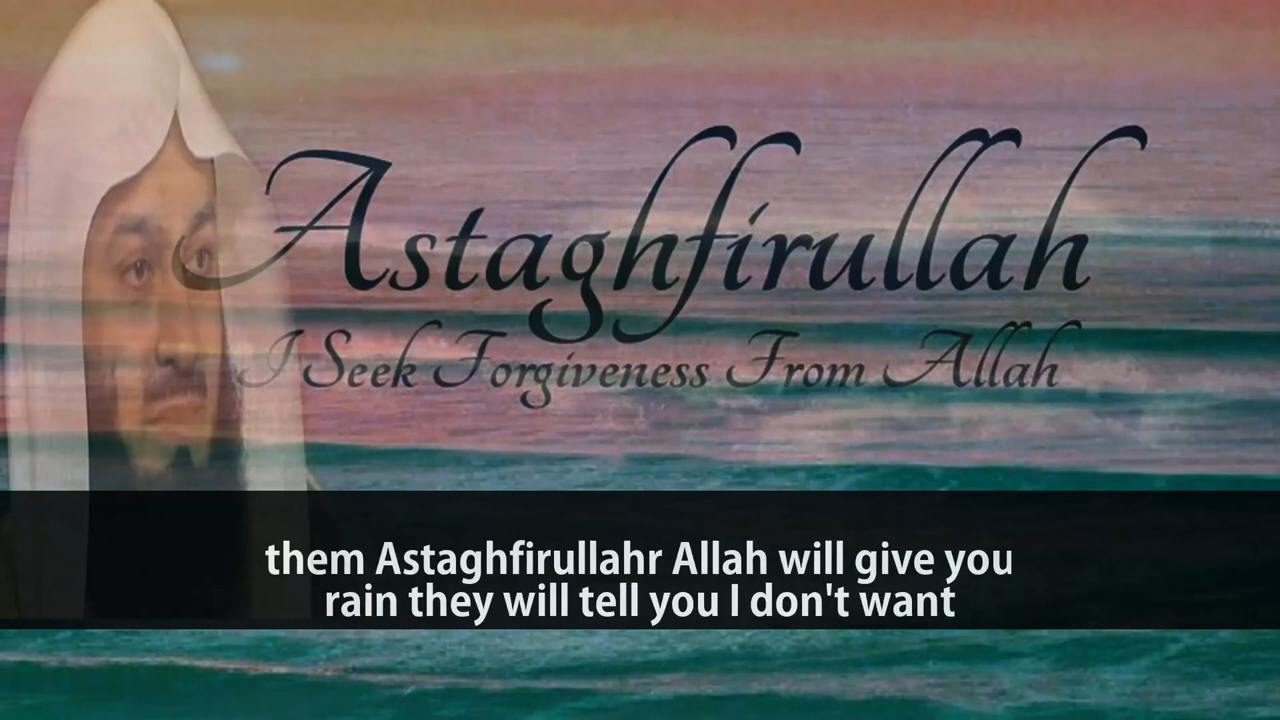 Astaghfirullah
I Seek Forgiveness From Allah
them Astaghfirullahr Allah will give you
rain they will tell you I don't want